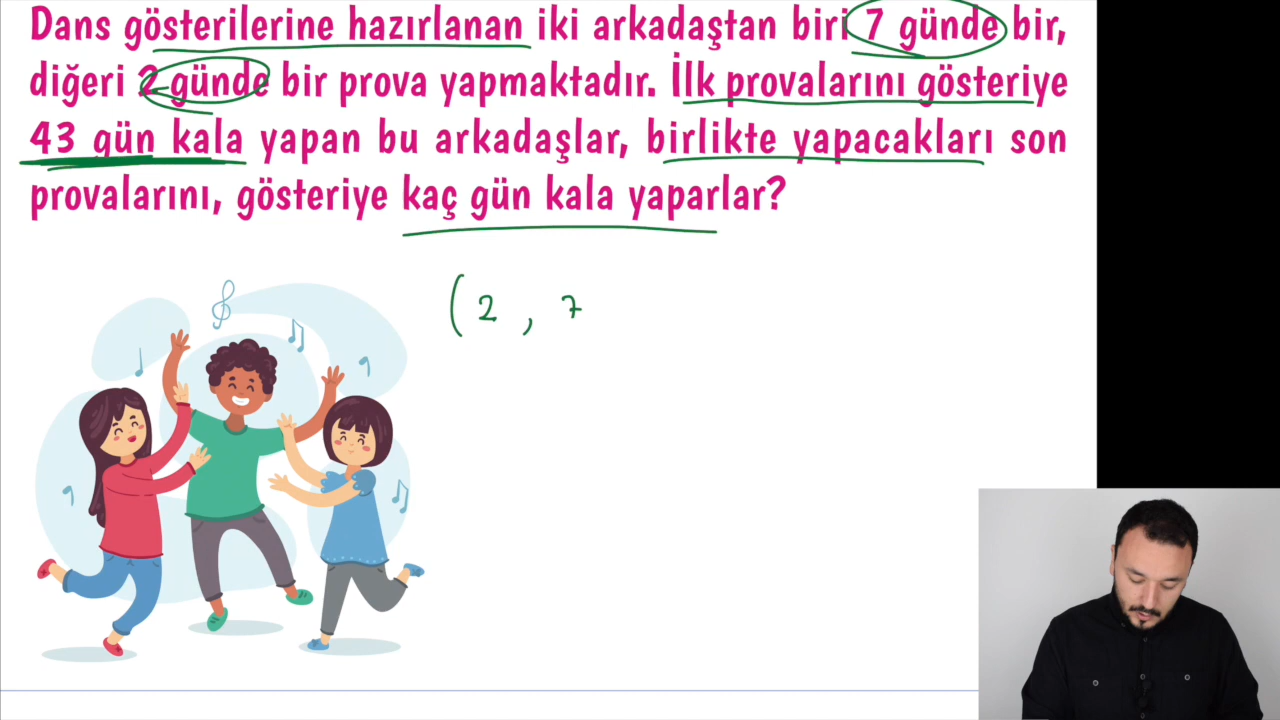 Dans gösterilerine hazırlanan iki arkadaştan biri 7 günde bir,
diğeri 2 günde bir prova yapmaktadır. İlk provalarını gösteriye
43 gün kala yapan bu arkadaşlar, birlikte yapacakları son
provalarını, gösteriye kaç gün kala yaparlar?
(2 , 7